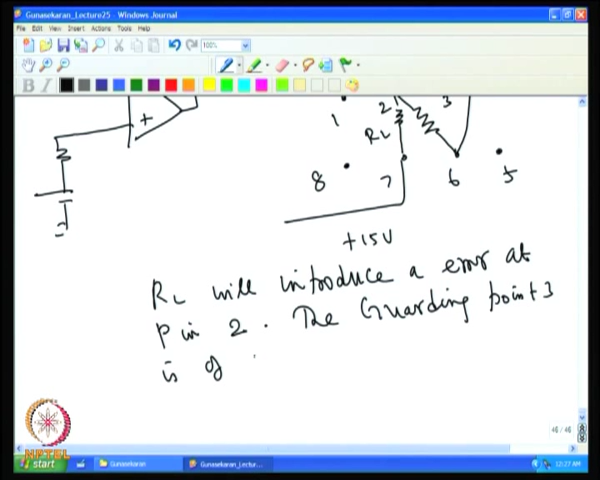 Gunasekaran_Lecture25 - Windows Journal
File Edit View Insert Actions Tools Help
100%
B I
+
1
2
3
RL
8
7
6
5
+15V
RL will introduce a error at
Pin 2. The Guarding point 3
is of
46 / 46
NPTEL
start
Gunasekaran
Gunasekaran_Lectur...
12:27 AM